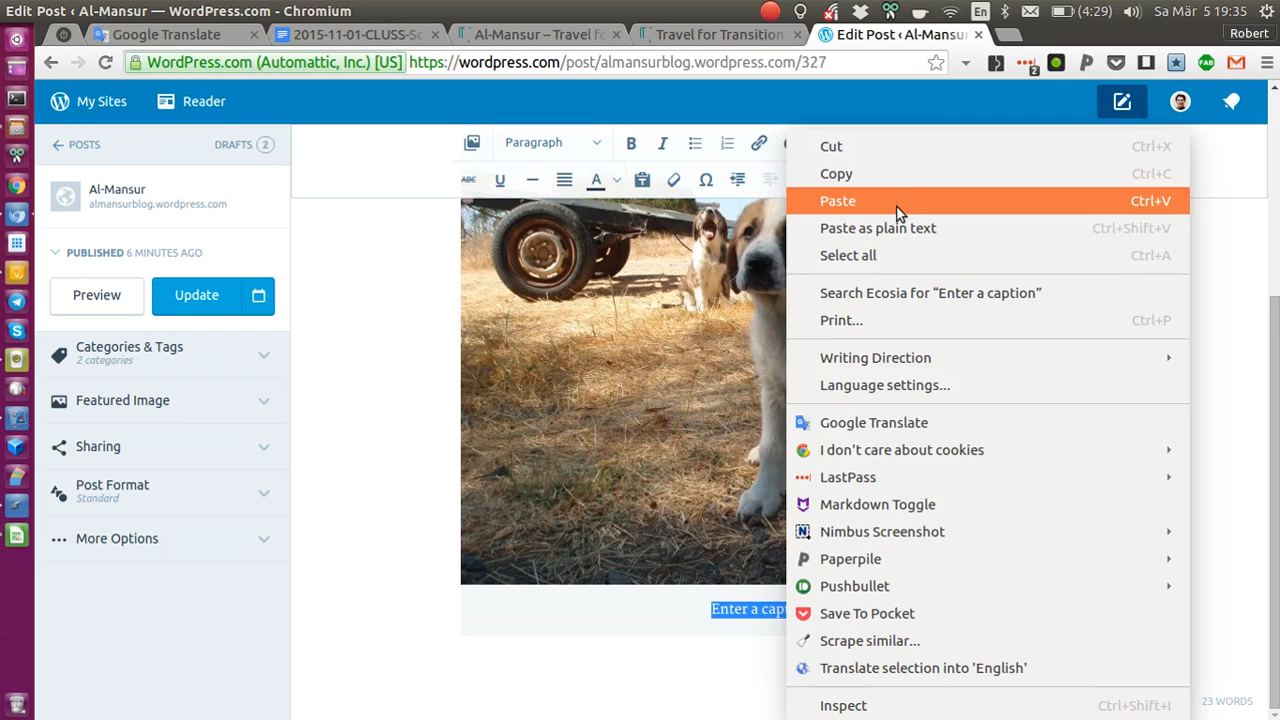 Edit Post ‹ Al-Mansur — WordPress.com - Chromium
En
(4:29)
Sa Mär 5 19:35
Google Translate
2015-11-01-CLUSS-Sc
Al-Mansur – Travel fo
Travel for Transition
Edit Post ‹ Al-Mansur
Robert
WordPress.com (Automattic, Inc.) [US]
https://wordpress.com/post/almansurblog.wordpress.com/327
2
FAB
My Sites
Reader
POSTS
DRAFTS 2
Paragraph
B
I
ABC
U
A
Ω
Al-Mansur
almansurblog.wordpress.com
PUBLISHED 6 MINUTES AGO
Preview
Update
Categories & Tags
2 categories
Featured Image
Sharing
Post Format
Standard
More Options
Enter a cap
Cut Ctrl+X
Copy Ctrl+C
Paste Ctrl+V
Paste as plain text Ctrl+Shift+V
Select all Ctrl+A
Search Ecosia for “Enter a caption”
Print... Ctrl+P
Writing Direction
Language settings...
Google Translate
I don't care about cookies
LastPass
Markdown Toggle
Nimbus Screenshot
Paperpile
Pushbullet
Save To Pocket
Scrape similar...
Translate selection into 'English'
Inspect Ctrl+Shift+I
23 WORDS